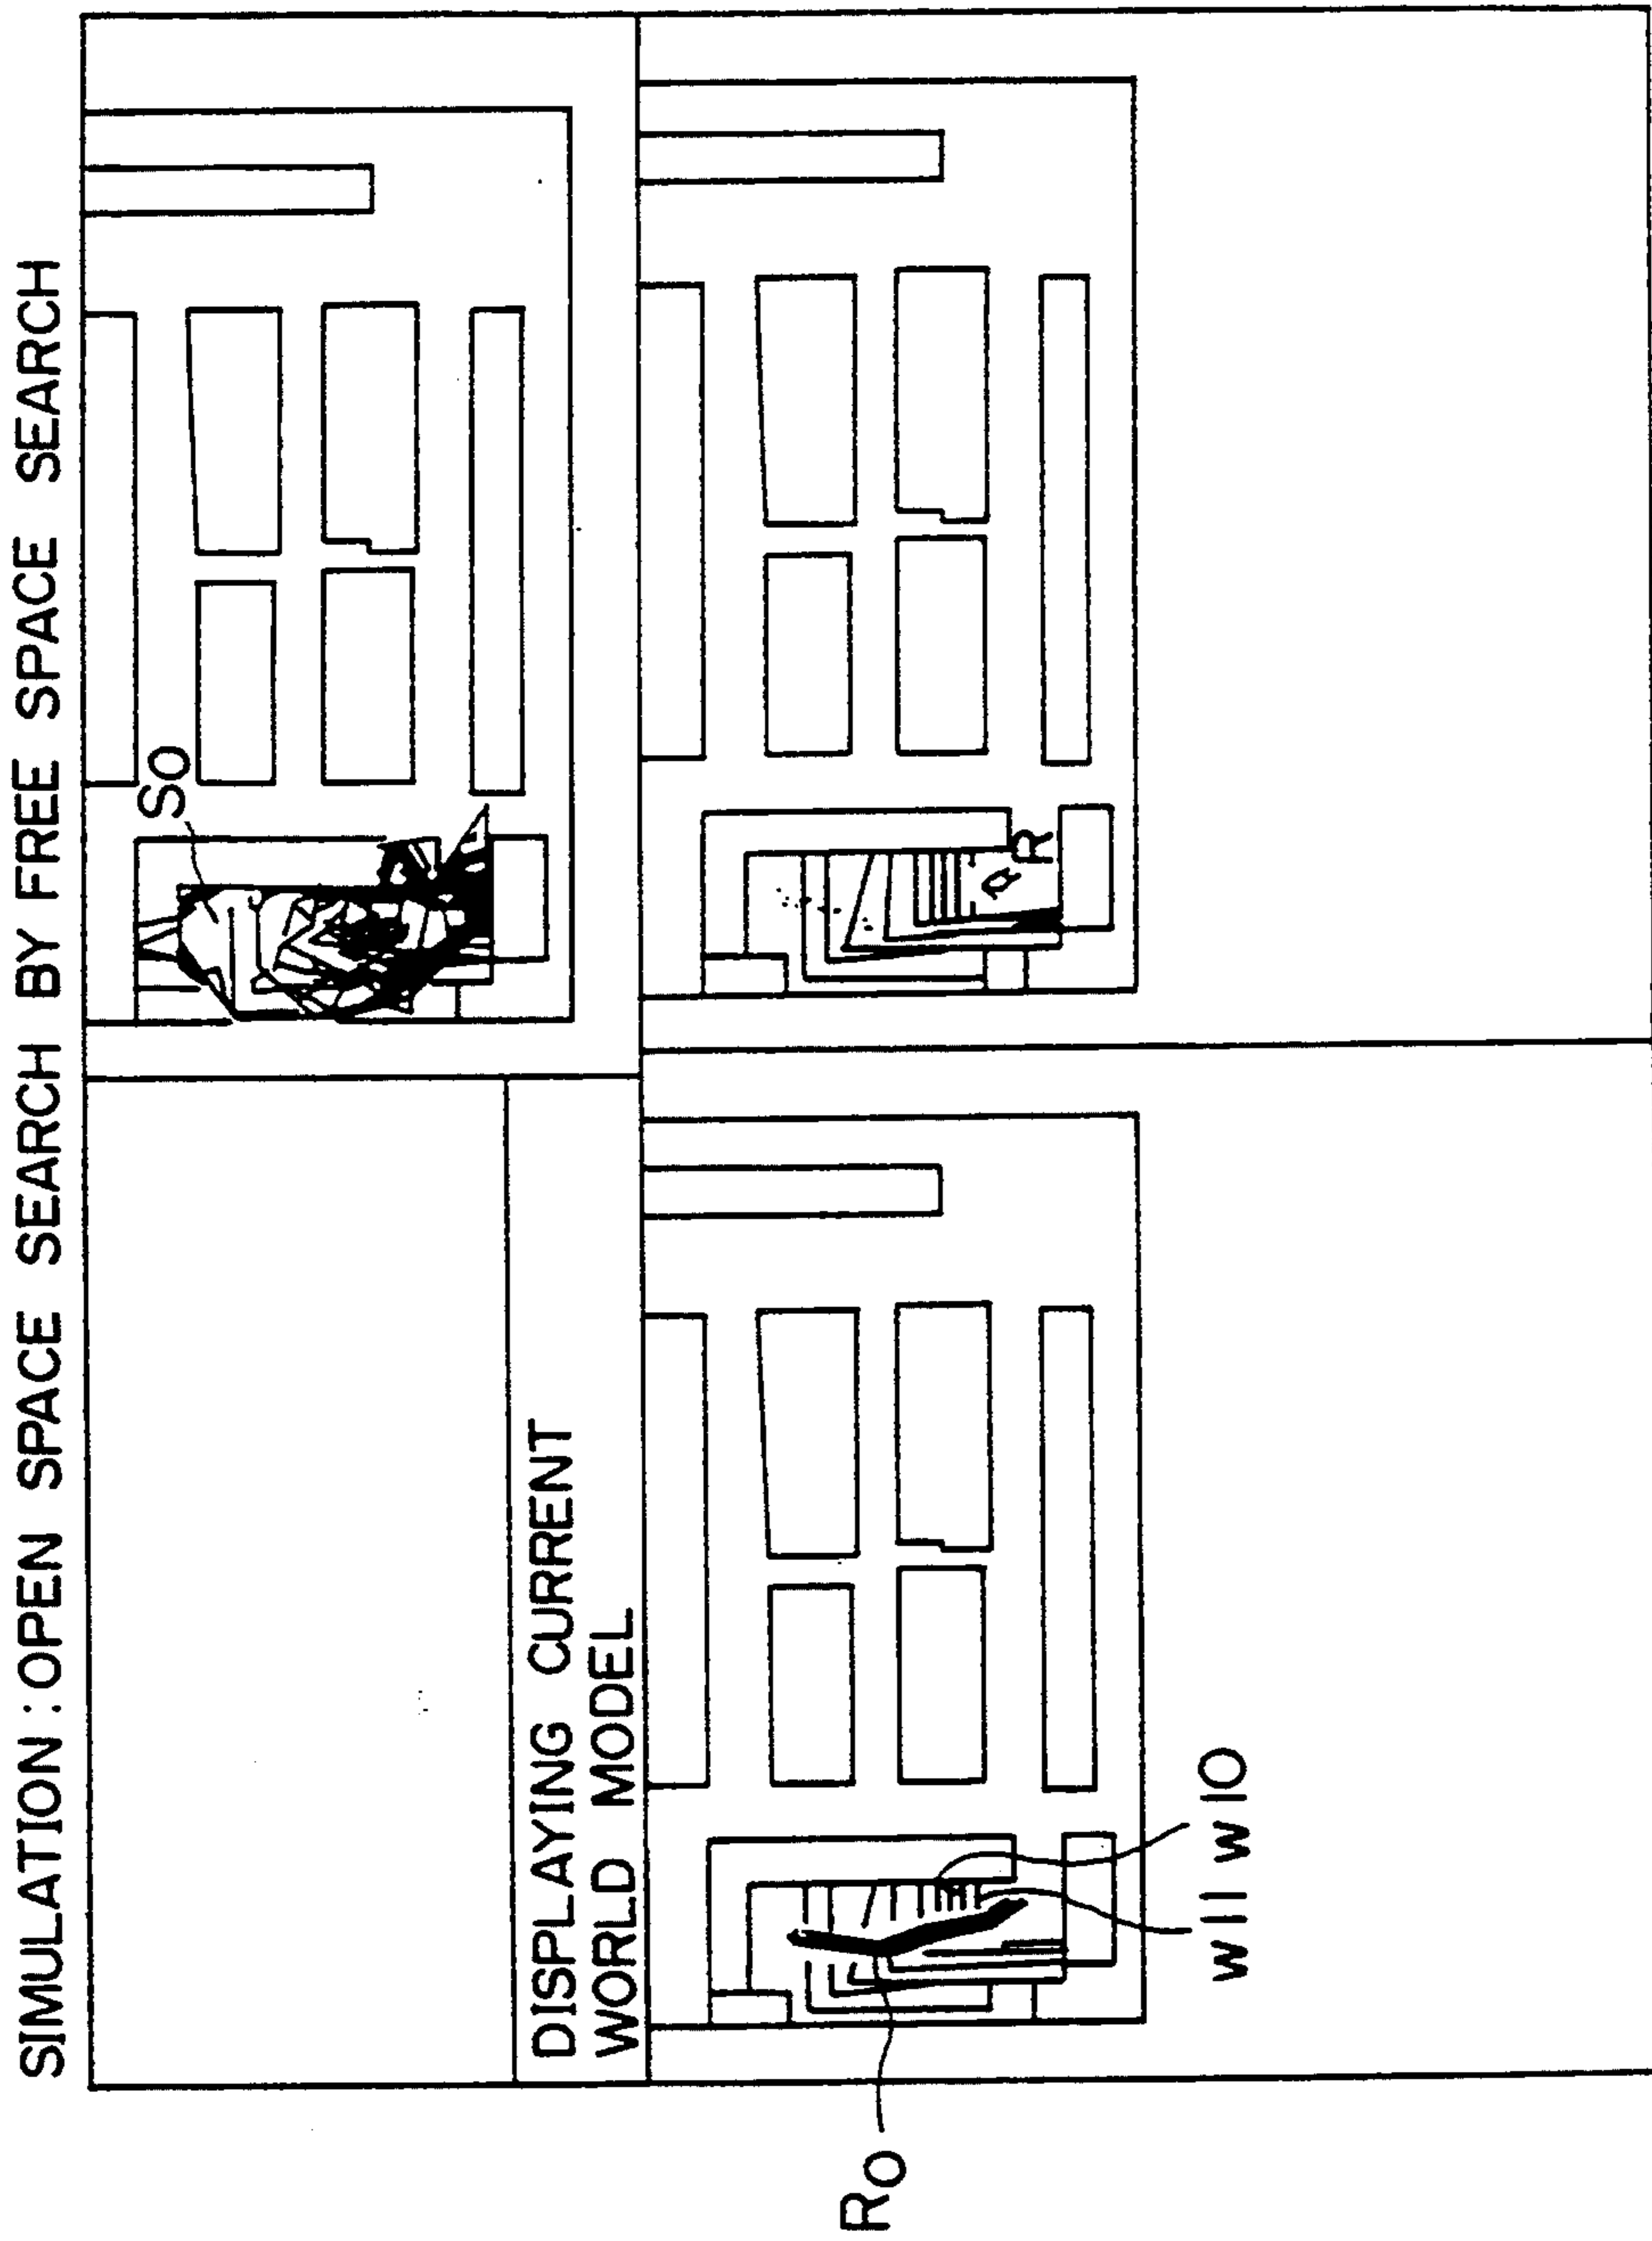 SIMULATION : OPEN SPACE SEARCH BY FREE SPACE SEARCH
SO
DISPLAYING CURRENT
WORLD MODEL
R
RO
w11 w10